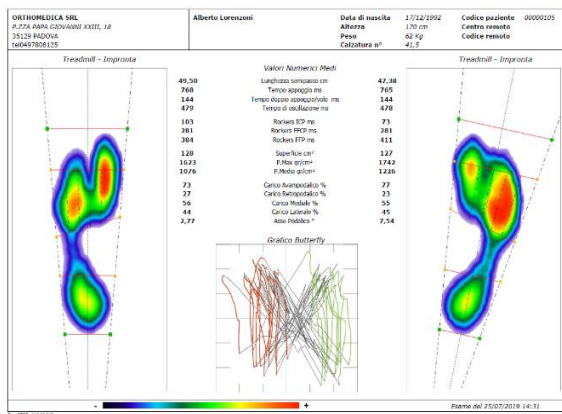 ORTHOMEDICA SRL
P.ZZA PAPA GIOVANNI XXIII, 18
35129 PADOVA
tel0497808125
Alberto Lorenzoni
Data di nascita 17/12/1992
Altezza 170 cm
Peso 62 Kg
Calzatura n° 41,5
Codice paziente 00000105
Centro remoto
Codice remoto
Treadmill - Impronta
Treadmill - Impronta
Valori Numerici Medi
49,50 Lunghezza semipasso cm 47,38
768 Tempo appoggio ms 765
144 Tempo doppio appoggio/volo ms 144
479 Tempo di oscillazione ms 478
103 Rockers ICP ms 73
281 Rockers FFCP ms 281
384 Rockers FFP ms 411
128 Superficie cm² 127
1623 P.Max gr/cm² 1742
1076 P.Media gr/cm² 1226
73 Carico Avampodalico % 77
27 Carico Retropodalico % 23
56 Carico Mediale % 55
44 Carico Laterale % 45
2,77 Asse Podalico ° 7,54
Grafico Butterfly
- +
Esame del 25/07/2019 14:31